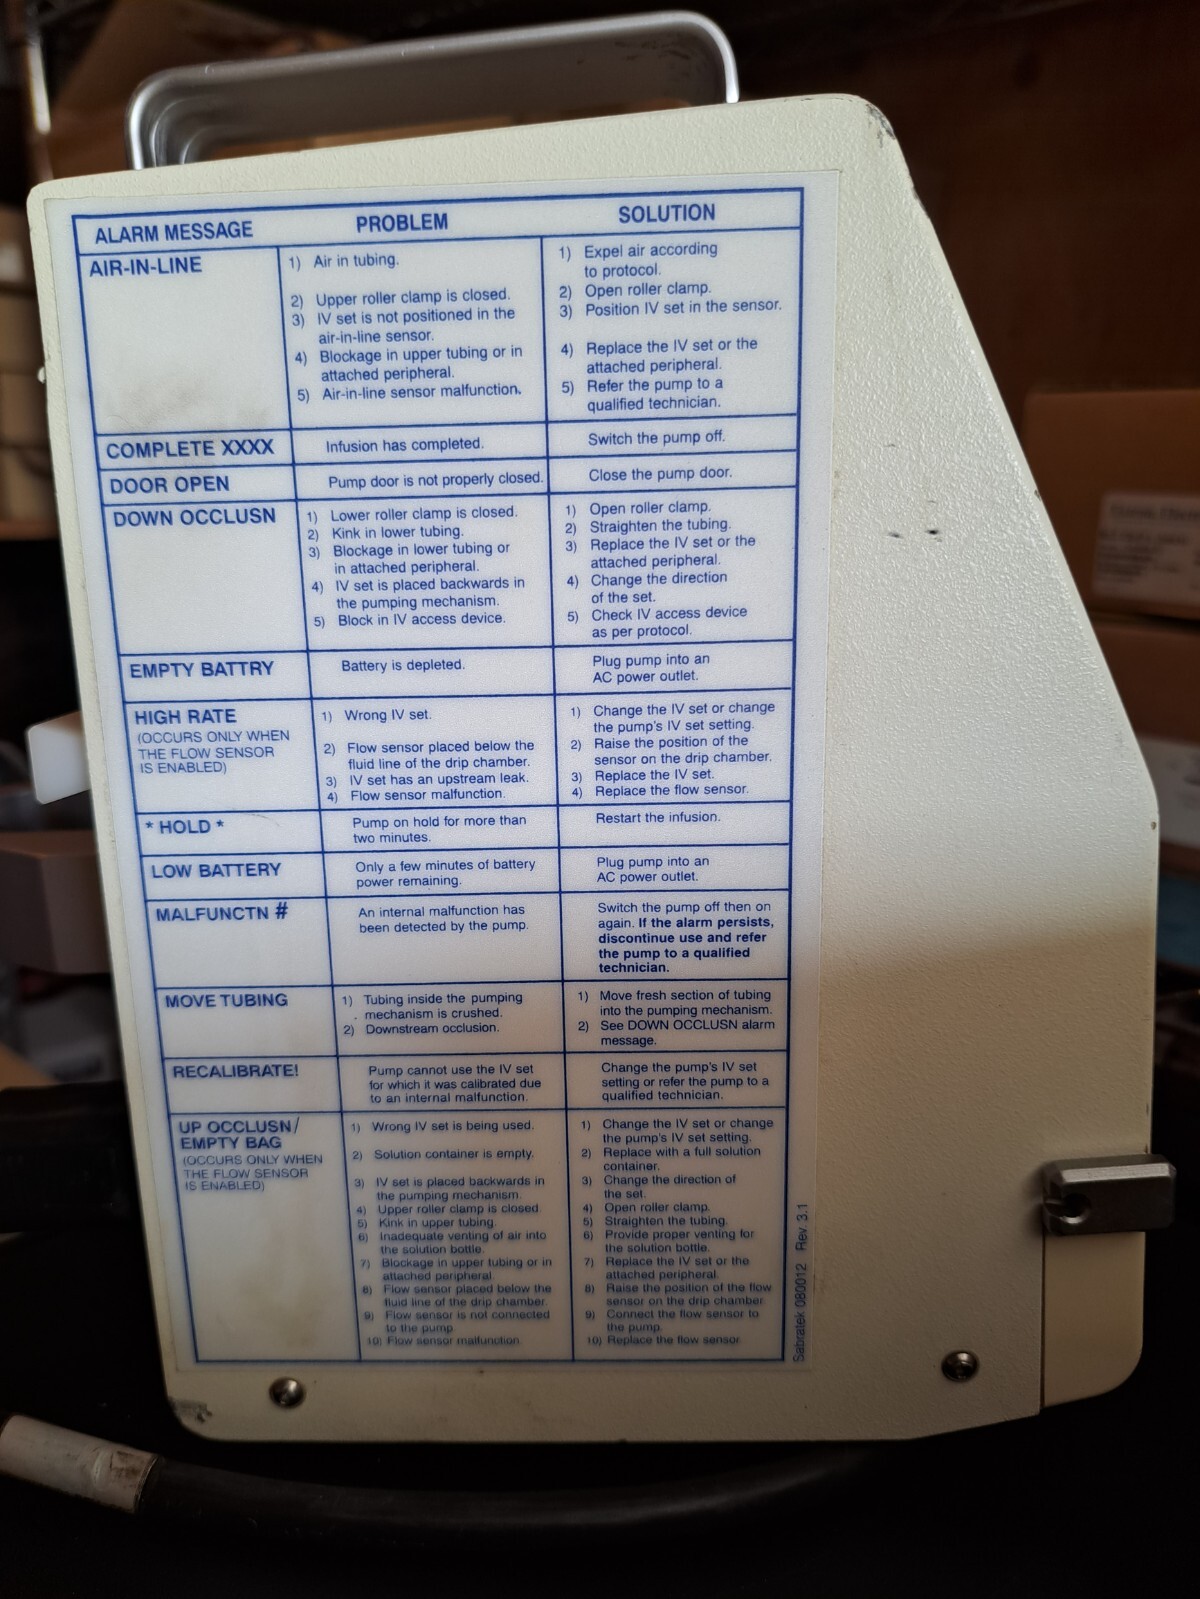 ALARM MESSAGE PROBLEM SOLUTION
AIR-IN-LINE
1) Air in tubing.
2) Upper roller clamp is closed.
3) IV set is not positioned in the
air-in-line sensor.
4) Blockage in upper tubing or in
attached peripheral.
5) Air-in-line sensor malfunction.
1) Expel air according
to protocol.
2) Open roller clamp.
3) Position IV set in the sensor.
4) Replace the IV set or the
attached peripheral.
5) Refer the pump to a
qualified technician.
COMPLETE XXXX
Infusion has completed.
Switch the pump off.
DOOR OPEN
Pump door is not properly closed.
Close the pump door.
DOWN OCCLUSN
1) Lower roller clamp is closed.
2) Kink in lower tubing.
3) Blockage in lower tubing or
in attached peripheral.
4) IV set is placed backwards in
the pumping mechanism.
5) Block in IV access device.
1) Open roller clamp.
2) Straighten the tubing.
3) Replace the IV set or the
attached peripheral.
4) Change the direction
of the set.
5) Check IV access device
as per protocol.
EMPTY BATTRY
Battery is depleted.
Plug pump into an
AC power outlet.
HIGH RATE
(OCCURS ONLY WHEN
THE FLOW SENSOR
IS ENABLED)
1) Wrong IV set.
2) Flow sensor placed below the
fluid line of the drip chamber.
3) IV set has an upstream leak.
4) Flow sensor malfunction.
1) Change the IV set or change
the pump's IV set setting.
2) Raise the position of the
sensor on the drip chamber.
3) Replace the IV set.
4) Replace the flow sensor.
* HOLD *
Pump on hold for more than
two minutes.
Restart the infusion.
LOW BATTERY
Only a few minutes of battery
power remaining.
Plug pump into an
AC power outlet.
MALFUNCTN #
An internal malfunction has
been detected by the pump.
Switch the pump off then on
again. If the alarm persists,
discontinue use and refer
the pump to a qualified
technician.
MOVE TUBING
1) Tubing inside the pumping
mechanism is crushed.
2) Downstream occlusion.
1) Move fresh section of tubing
into the pumping mechanism.
2) See DOWN OCCLUSN alarm
message.
RECALIBRATE!
Pump cannot use the IV set
for which it was calibrated due
to an internal malfunction.
Change the pump's IV set
setting or refer the pump to a
qualified technician.
UP OCCLUSN/
EMPTY BAG
(OCCURS ONLY WHEN
THE FLOW SENSOR
IS ENABLED)
1) Wrong IV set is being used.
2) Solution container is empty.
3) IV set is placed backwards in
the pumping mechanism.
4) Upper roller clamp is closed.
5) Kink in upper tubing.
6) Inadequate venting of air into
the solution bottle.
7) Blockage in upper tubing or in
attached peripheral.
8) Flow sensor placed below the
fluid line of the drip chamber.
9) Flow sensor is not connected
to the pump.
10) Flow sensor malfunction.
1) Change the IV set or change
the pump's IV set setting.
2) Replace with a full solution
container.
3) Change the direction of
the set.
4) Open roller clamp.
5) Straighten the tubing.
6) Provide proper venting for
the solution bottle.
7) Replace the IV set or the
attached peripheral.
8) Raise the position of the flow
sensor on the drip chamber.
9) Connect the flow sensor to
the pump.
10) Replace the flow sensor.
Sabratek 080012 Rev 3.1